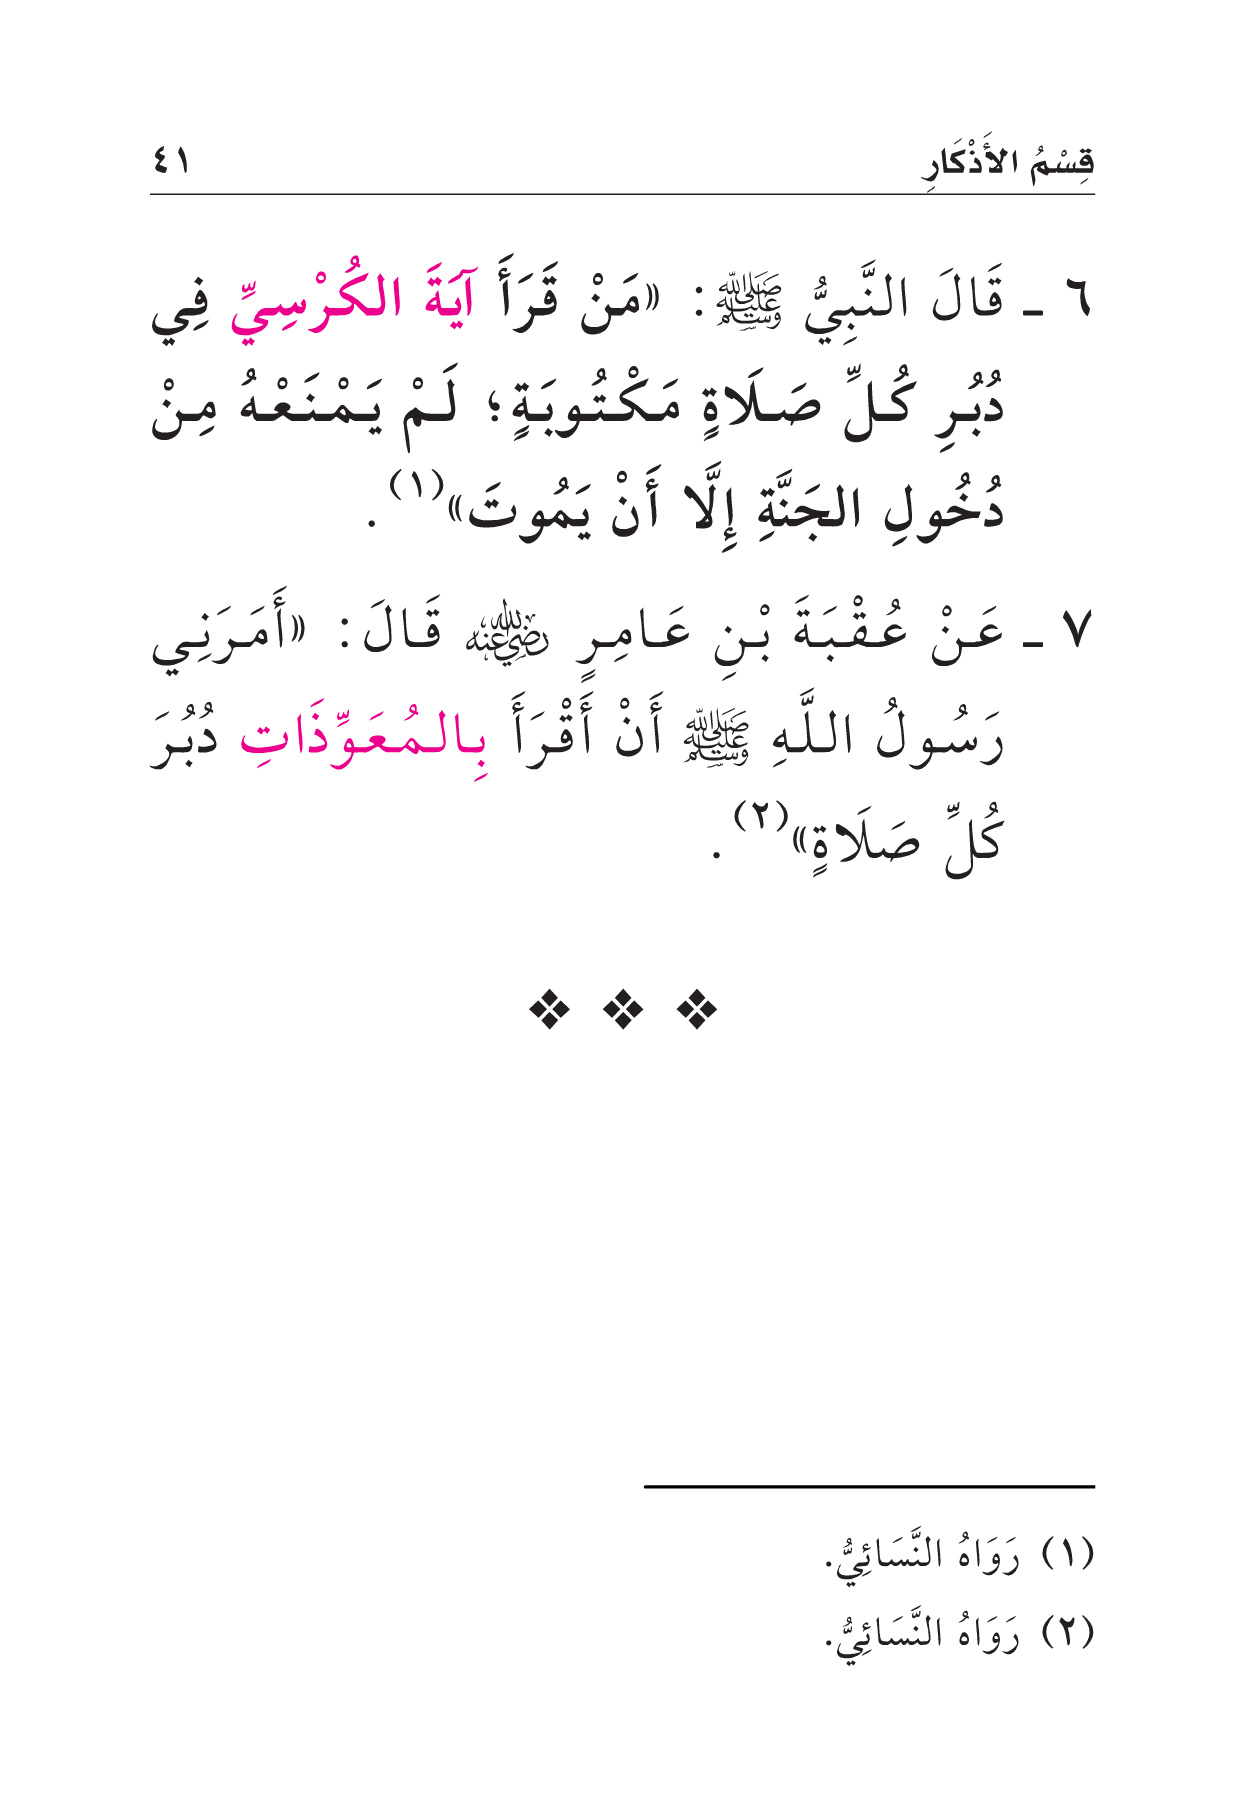 قِسْمُ الأَذْكَارِ ٤١
٦ ـ قَالَ النَّبِيُّ ﷺ: «مَنْ قَرَأَ آيَةَ الكُرْسِيِّ فِي
دُبُرِ كُلِّ صَلَاةٍ مَكْتُوبَةٍ؛ لَمْ يَمْنَعْهُ مِنْ
دُخُولِ الجَنَّةِ إِلَّا أَنْ يَمُوتَ»(١).
٧ ـ عَنْ عُقْبَةَ بْنِ عَامِرٍ رضي الله عنه قَالَ: «أَمَرَنِي
رَسُولُ اللَّهِ ﷺ أَنْ أَقْرَأَ بِالمُعَوِّذَاتِ دُبُرَ
كُلِّ صَلَاةٍ»(٢).
(١) رَوَاهُ النَّسَائِيُّ.
(٢) رَوَاهُ النَّسَائِيُّ.